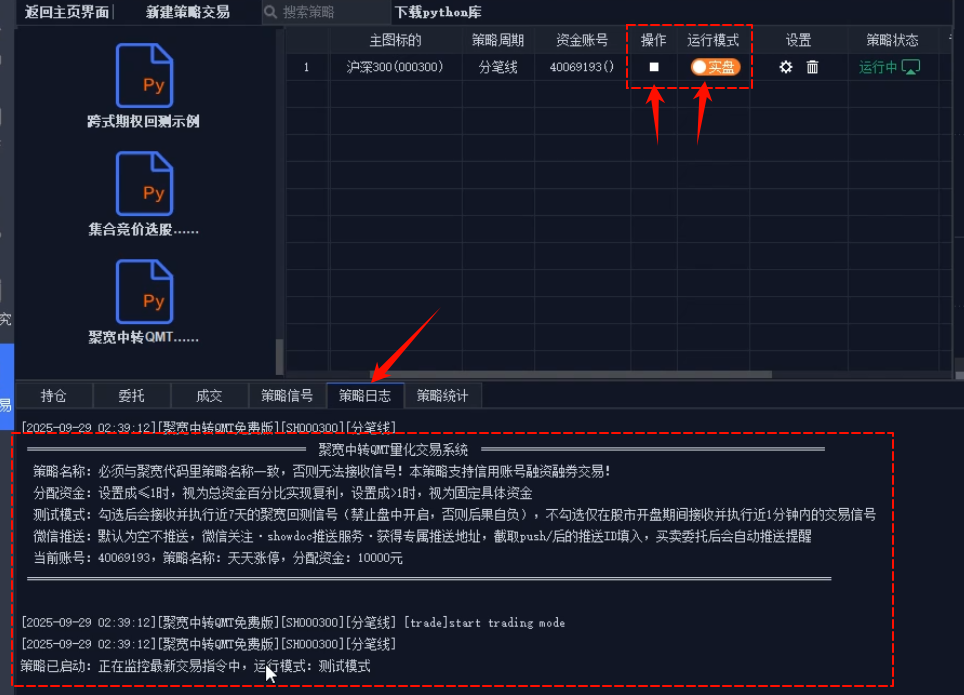 返回主页界面 新建策略交易 搜索策略 下载python库
Py
跨式期权回测示例
Py
集合竞价选股......
Py
聚宽中转QMT......
究
易
主图标的 策略周期 资金账号 操作 运行模式 设置 策略状态
1 沪深300(000300) 分笔线 40069193() 实盘 运行中
持仓 委托 成交 策略信号 策略日志 策略统计
[2025-09-29 02:39:12][聚宽中转QMT免费版][SH000300][分笔线]
聚宽中转QMT量化交易系统
策略名称: 必须与聚宽代码里策略名称一致, 否则无法接收信号! 本策略支持信用账号融资融券交易!
分配资金: 设置成≤1时, 视为总资金百分比实现复利, 设置成>1时, 视为固定具体资金
测试模式: 勾选后会接收并执行近7天的聚宽回测信号 (禁止盘中开启, 否则后果自负), 不勾选仅在股市开盘期间接收并执行近1分钟内的交易信号
微信推送: 默认为空不推送, 微信关注·showdoc推送服务·获得专属推送地址, 截取push/后的推送ID填入, 买卖委托后会自动推送提醒
当前账号: 40069193, 策略名称: 天天涨停, 分配资金: 10000元
[2025-09-29 02:39:12][聚宽中转QMT免费版][SH000300][分笔线] [trade]start trading mode
[2025-09-29 02:39:12][聚宽中转QMT免费版][SH000300][分笔线]
策略已启动: 正在监控最新交易指令中, 运行模式: 测试模式